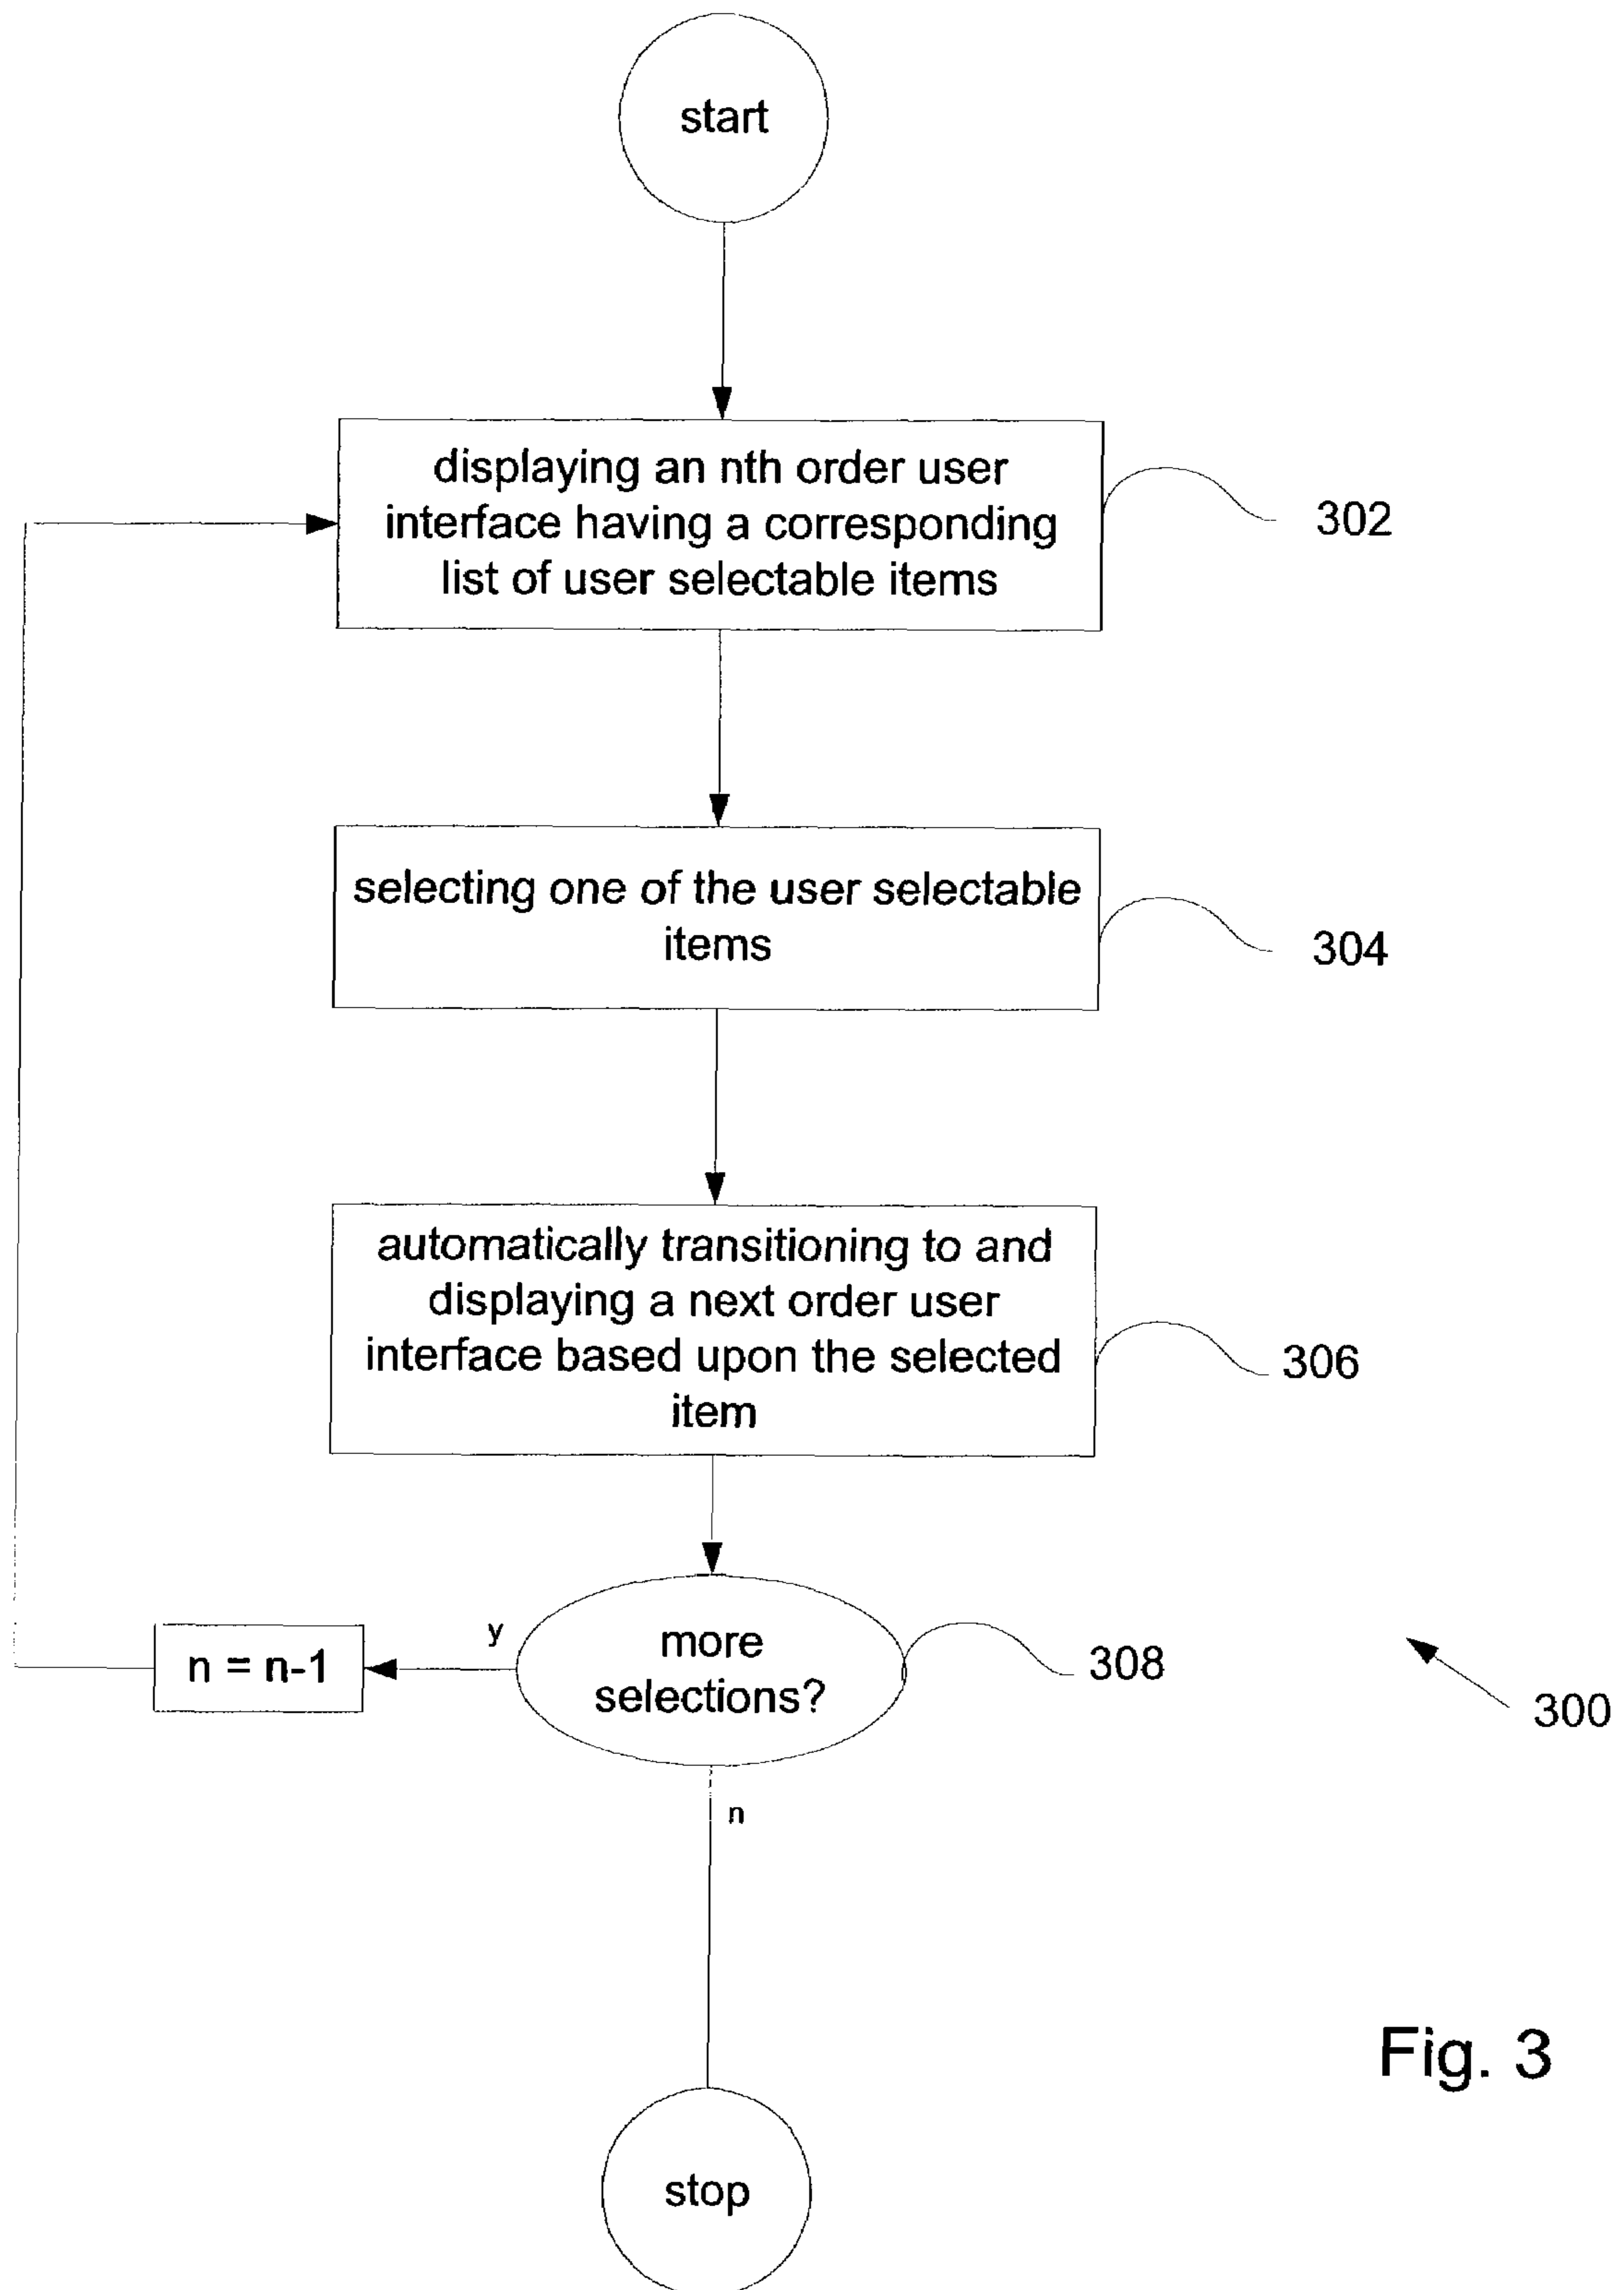 start
displaying an nth order user
interface having a corresponding
list of user selectable items
302
selecting one of the user selectable
items
304
automatically transitioning to and
displaying a next order user
interface based upon the selected
item
306
y
more
selections?
308
n = n-1
300
n
Fig. 3
stop